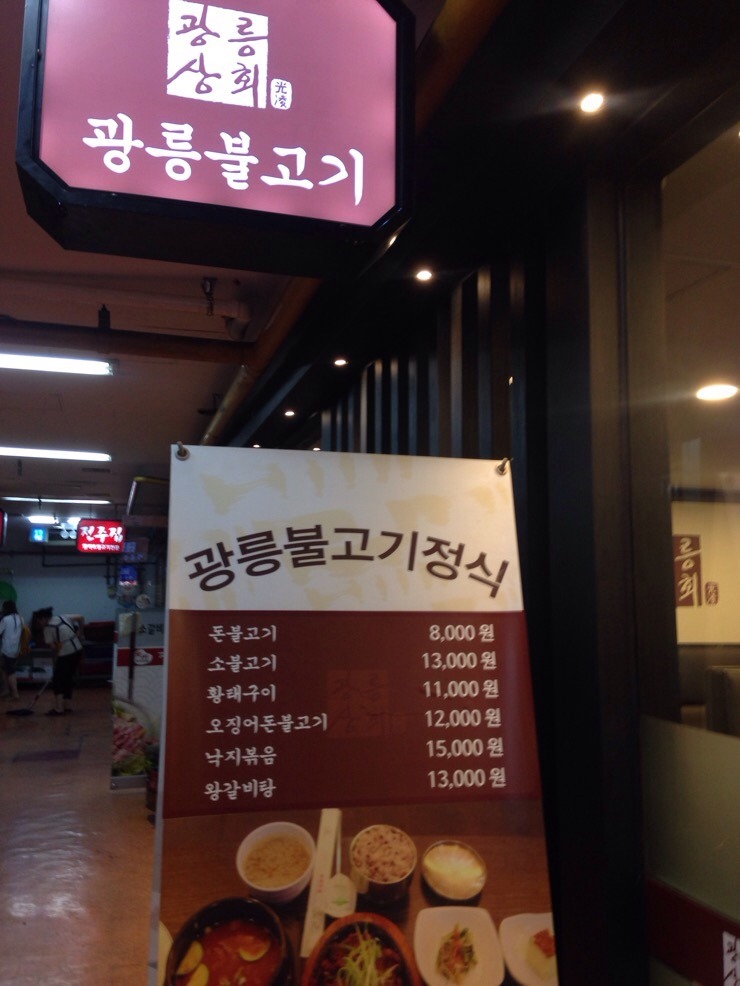 광릉
상회
光凌
광릉불고기
전주집
광릉불고기정식
돈불고기 8,000원
소불고기 13,000원
황태구이 11,000원
오징어돈불고기 12,000원
낙지볶음 15,000원
왕갈비탕 13,000원
릉
회